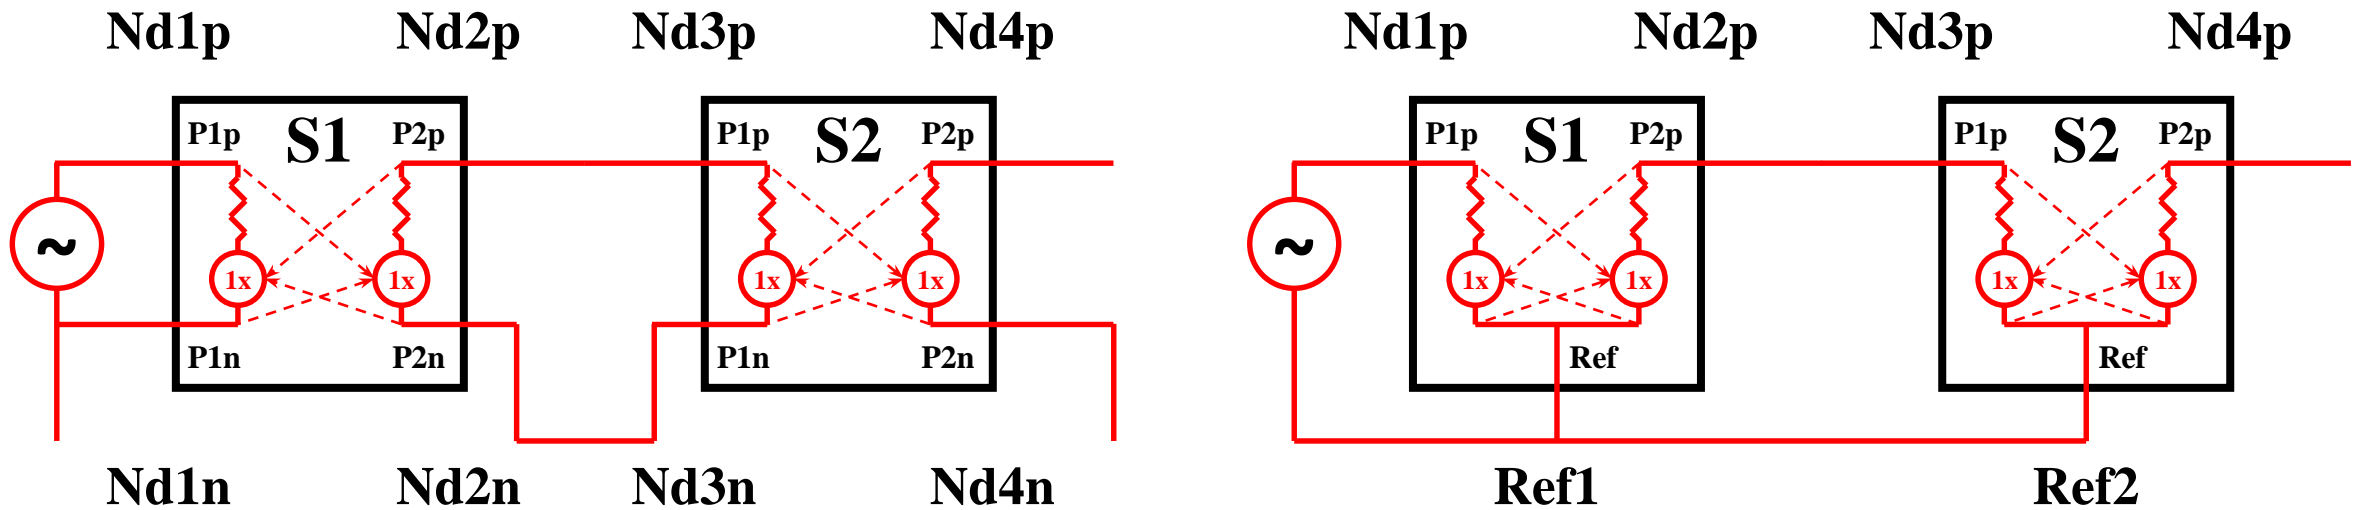 Nd1p Nd2p Nd3p Nd4p Nd1p Nd2p Nd3p Nd4p
P1p S1 P2p P1p S2 P2p P1p S1 P2p P1p S2 P2p
~ ~
1x 1x 1x 1x 1x 1x 1x 1x
P1n P2n P1n P2n Ref Ref
Nd1n Nd2n Nd3n Nd4n Ref1 Ref2